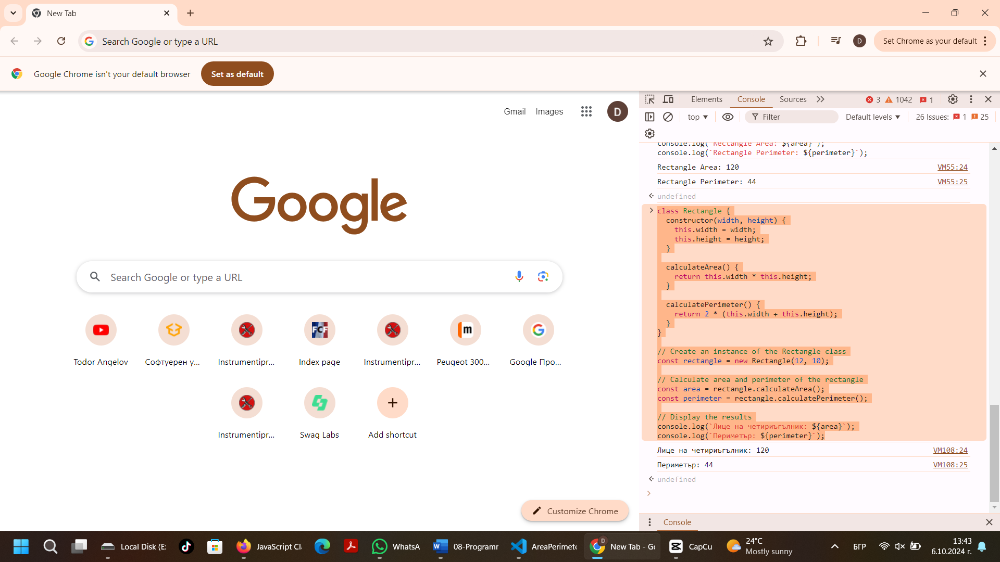 New Tab
Search Google or type a URL
D
Set Chrome as your default
Google Chrome isn't your default browser
Set as default
Gmail
Images
D
Google
Search Google or type a URL
Todor Angelov
Софтуерен у...
Instrumentipr...
FCF
Index page
Instrumentipr...
m
Peugeot 300...
Google Про...
Instrumentipr...
Swag Labs
Add shortcut
Customize Chrome
Elements
Console
Sources
3
1042
1
top
Filter
Default levels
26 Issues:
1
25
console.log(`Rectangle Area: ${area}`);
console.log(`Rectangle Perimeter: ${perimeter}`);
Rectangle Area: 120
VM55:24
Rectangle Perimeter: 44
VM55:25
undefined
class Rectangle {
constructor(width, height) {
this.width = width;
this.height = height;
}
calculateArea() {
return this.width * this.height;
}
calculatePerimeter() {
return 2 * (this.width + this.height);
}
}
// Create an instance of the Rectangle class
const rectangle = new Rectangle(12, 10);
// Calculate area and perimeter of the rectangle
const area = rectangle.calculateArea();
const perimeter = rectangle.calculatePerimeter();
// Display the results
console.log(`Лице на четириъгълник: ${area}`);
console.log(`Периметър: ${perimeter}`);
Лице на четириъгълник: 120
VM108:24
Периметър: 44
VM108:25
undefined
Console
Local Disk (E:
JavaScript Cl
WhatsA
08-Programr
AreaPerimete
D
New Tab - Go
CapCu
24°C
Mostly sunny
БГР
13:43
6.10.2024 г.